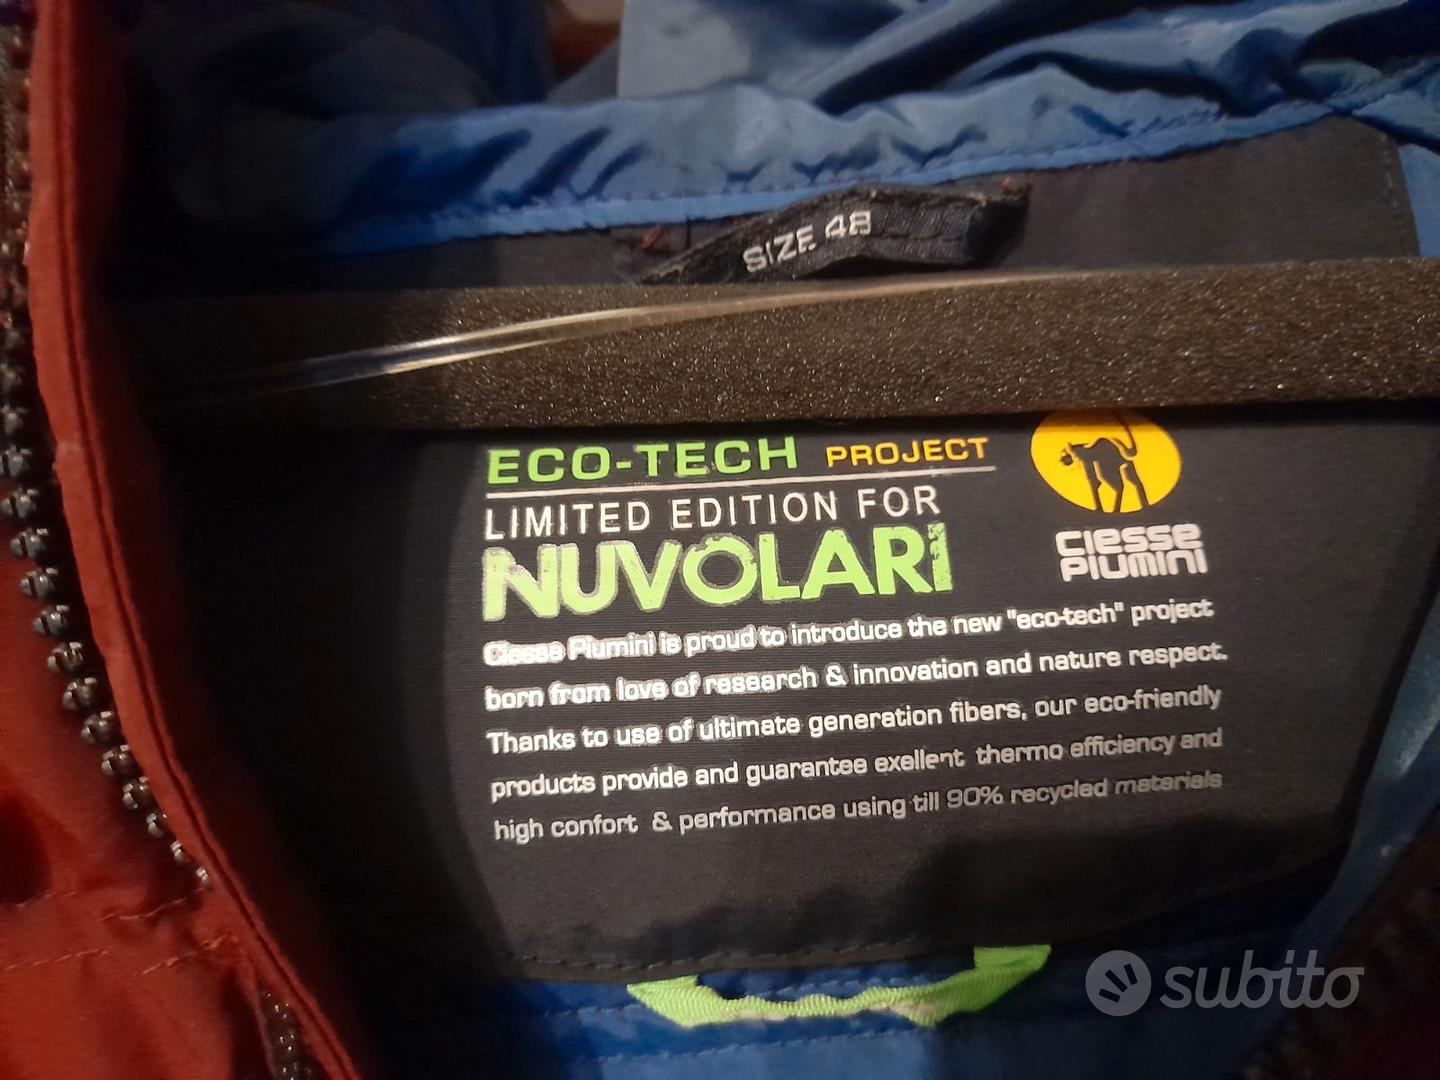 SIZE 48
ECO-TECH PROJECT
LIMITED EDITION FOR
NUVOLARI
CIESSE
PIUMINI
Ciesse Piumini is proud to introduce the new "eco-tech" project
born from love of research & innovation and nature respect.
Thanks to use of ultimate generation fibers, our eco-friendly
products provide and guarantee exellent thermo efficiency and
high confort & performance using till 90% recycled materials
subito